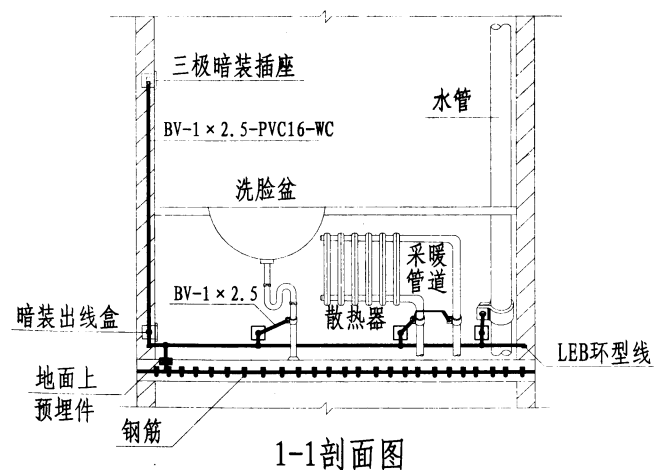 三极暗装插座
水管
BV-1×2.5-PVC16-WC
洗脸盆
采暖
管道
BV-1×2.5
暗装出线盒
散热器
LEB环型线
地面上
预埋件
钢筋
1-1剖面图